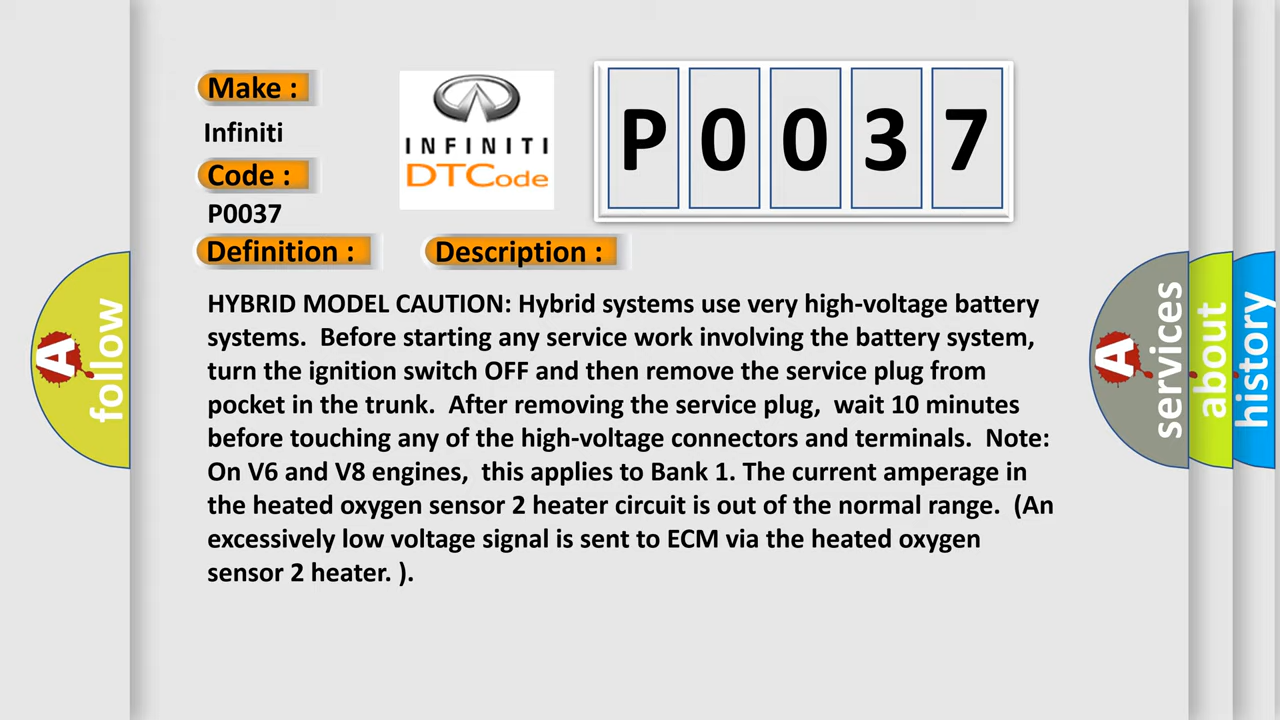 Make :
Infiniti
Code :
P0037
INFINITI
DTCode
P0037
Definition :
Description :
HYBRID MODEL CAUTION: Hybrid systems use very high-voltage battery
systems. Before starting any service work involving the battery system,
turn the ignition switch OFF and then remove the service plug from
pocket in the trunk. After removing the service plug, wait 10 minutes
before touching any of the high-voltage connectors and terminals. Note:
On V6 and V8 engines, this applies to Bank 1. The current amperage in
the heated oxygen sensor 2 heater circuit is out of the normal range. (An
excessively low voltage signal is sent to ECM via the heated oxygen
sensor 2 heater. ).
A follow
A services
about
history